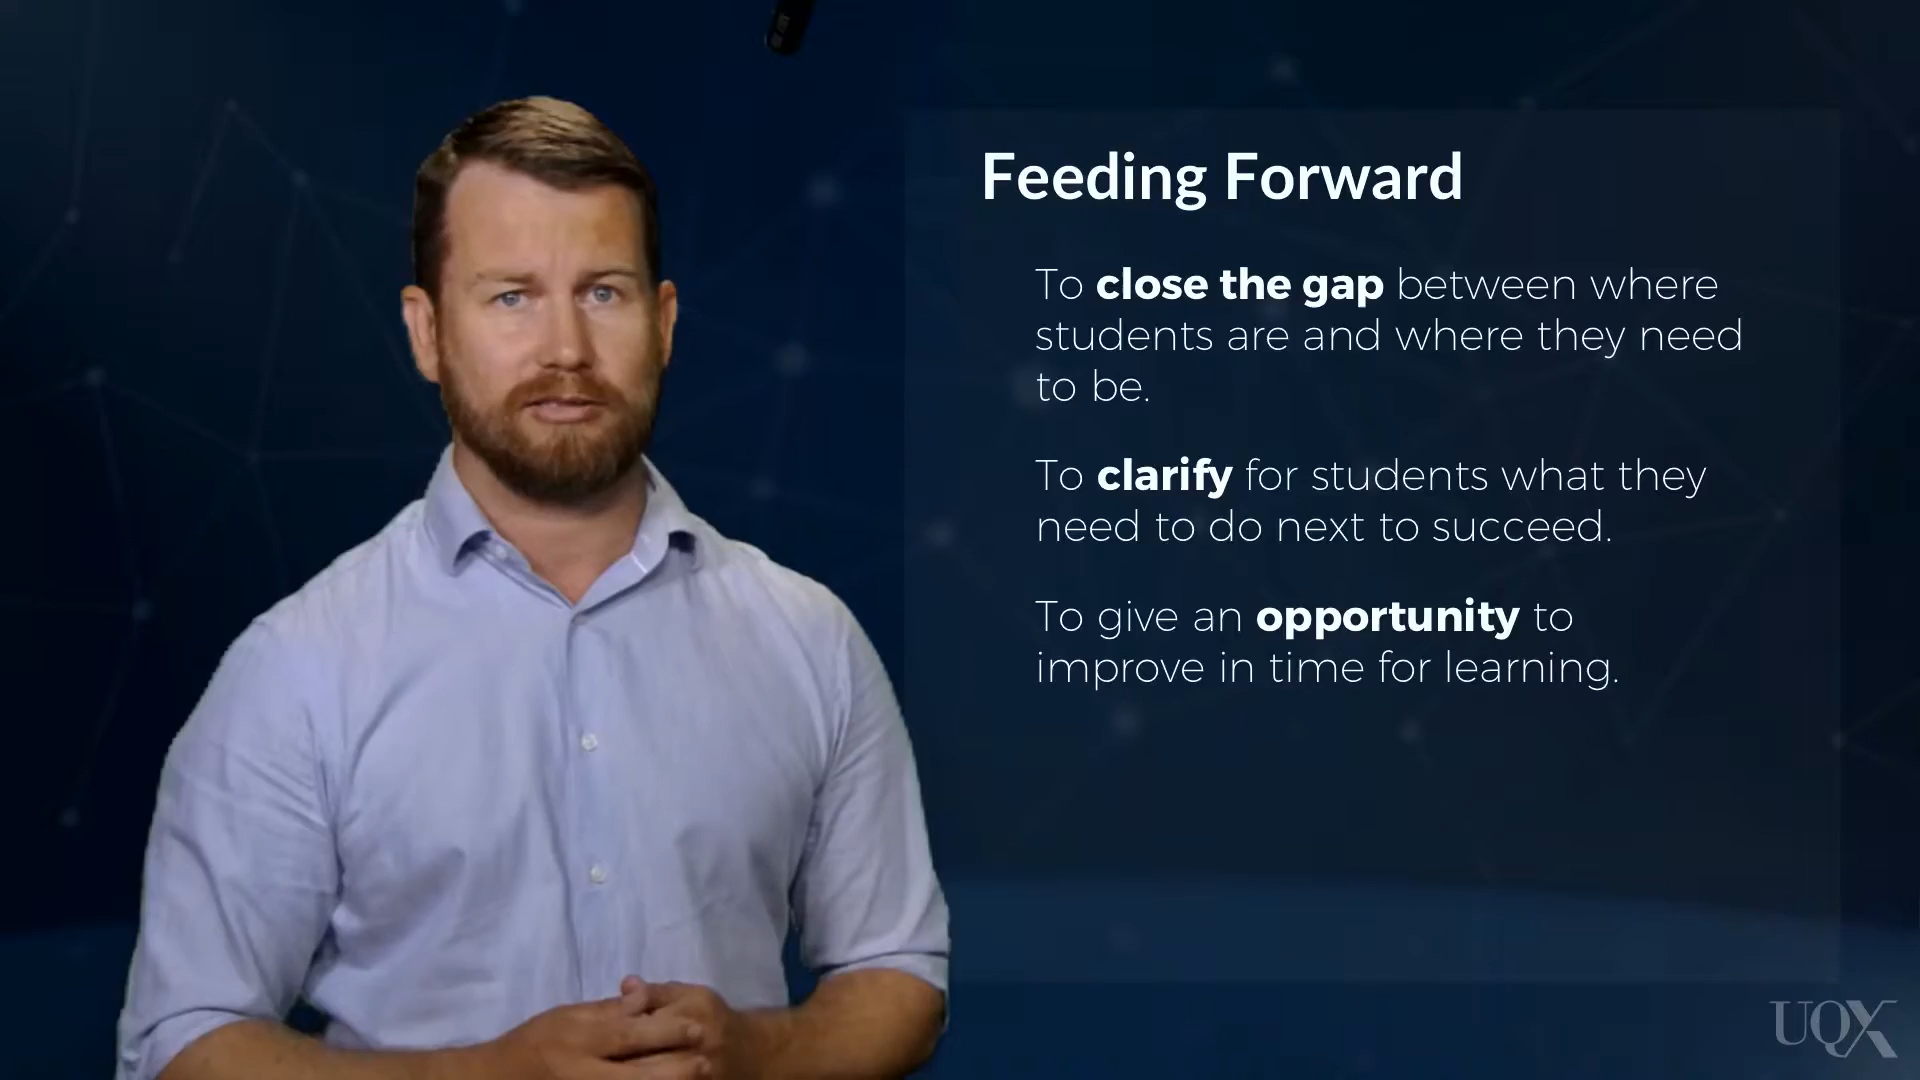 Feeding Forward
To close the gap between where
students are and where they need
to be.
To clarify for students what they
need to do next to succeed.
To give an opportunity to
improve in time for learning.
UQX